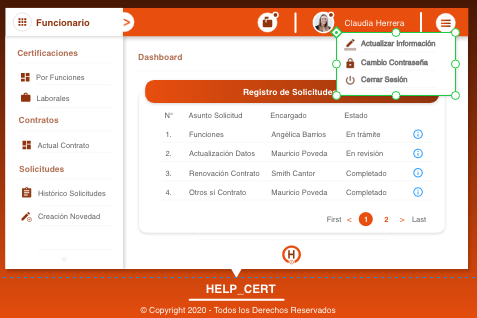 Funcionario
>
Claudia Herrera
Actualizar Información
Cambio Contraseña
Cerrar Sesión
Certificaciones
Por Funciones
Laborales
Contratos
Actual Contrato
Solicitudes
Histórico Solicitudes
Creación Novedad
Dashboard
Registro de Solicitudes
N° Asunto Solicitud Encargado Estado
1. Funciones Angélica Barrios En trámite
2. Actualización Datos Mauricio Poveda En revisión
3. Renovación Contrato Smith Cantor Completado
4. Otros si Contrato Mauricio Poveda Completado
First < 1 2 > Last
H
HELP_CERT
© Copyright 2020 - Todos los Derechos Reservados